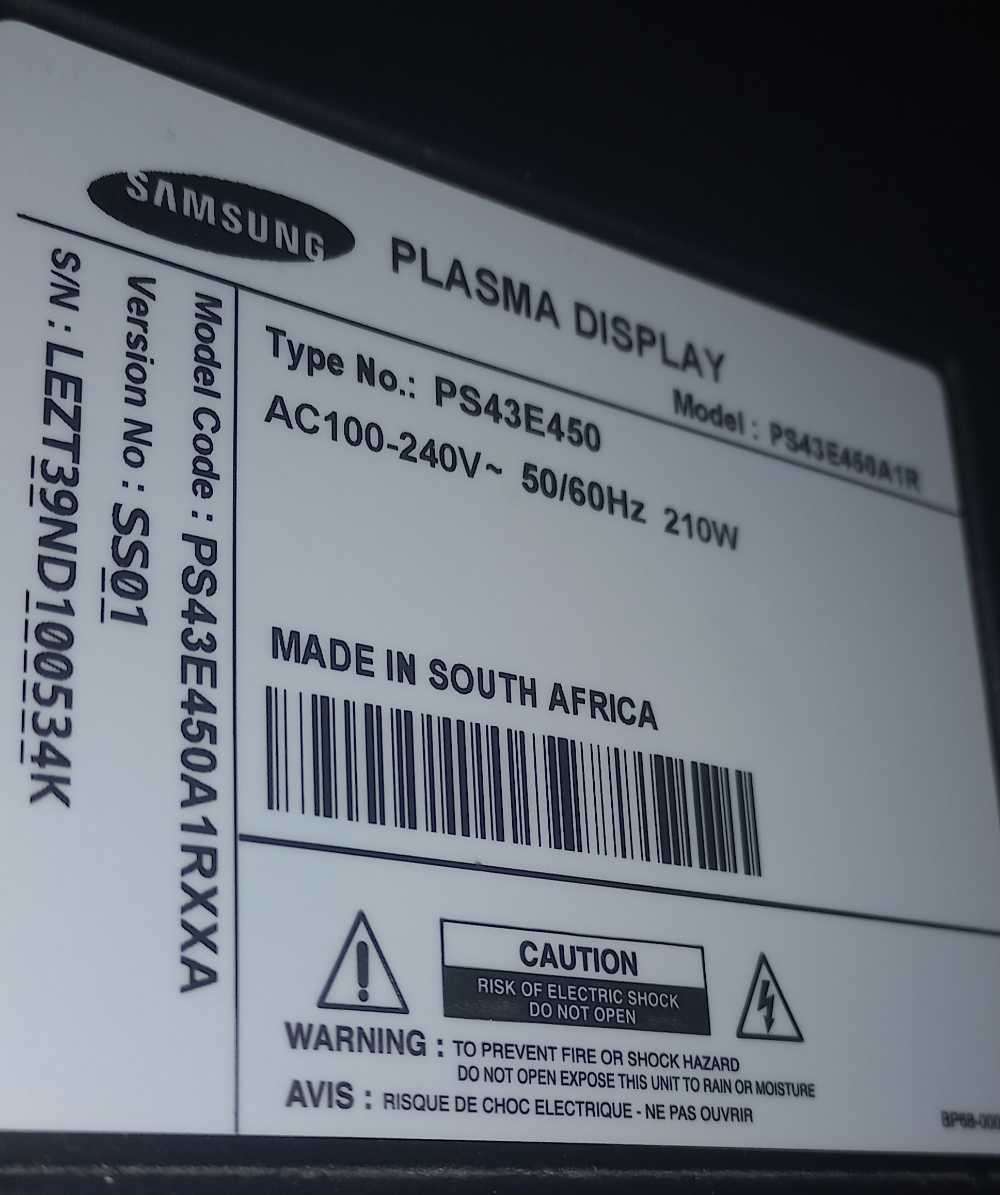 SAMSUNG
PLASMA DISPLAY
Model : PS43E450A1R
Type No.: PS43E450
AC100-240V~ 50/60Hz 210W
MADE IN SOUTH AFRICA
Model Code : PS43E450A1RXXA
Version No : SS01
S/N : LEZT39ND100534K
CAUTION
RISK OF ELECTRIC SHOCK
DO NOT OPEN
WARNING : TO PREVENT FIRE OR SHOCK HAZARD
DO NOT OPEN EXPOSE THIS UNIT TO RAIN OR MOISTURE
AVIS : RISQUE DE CHOC ELECTRIQUE - NE PAS OUVRIR